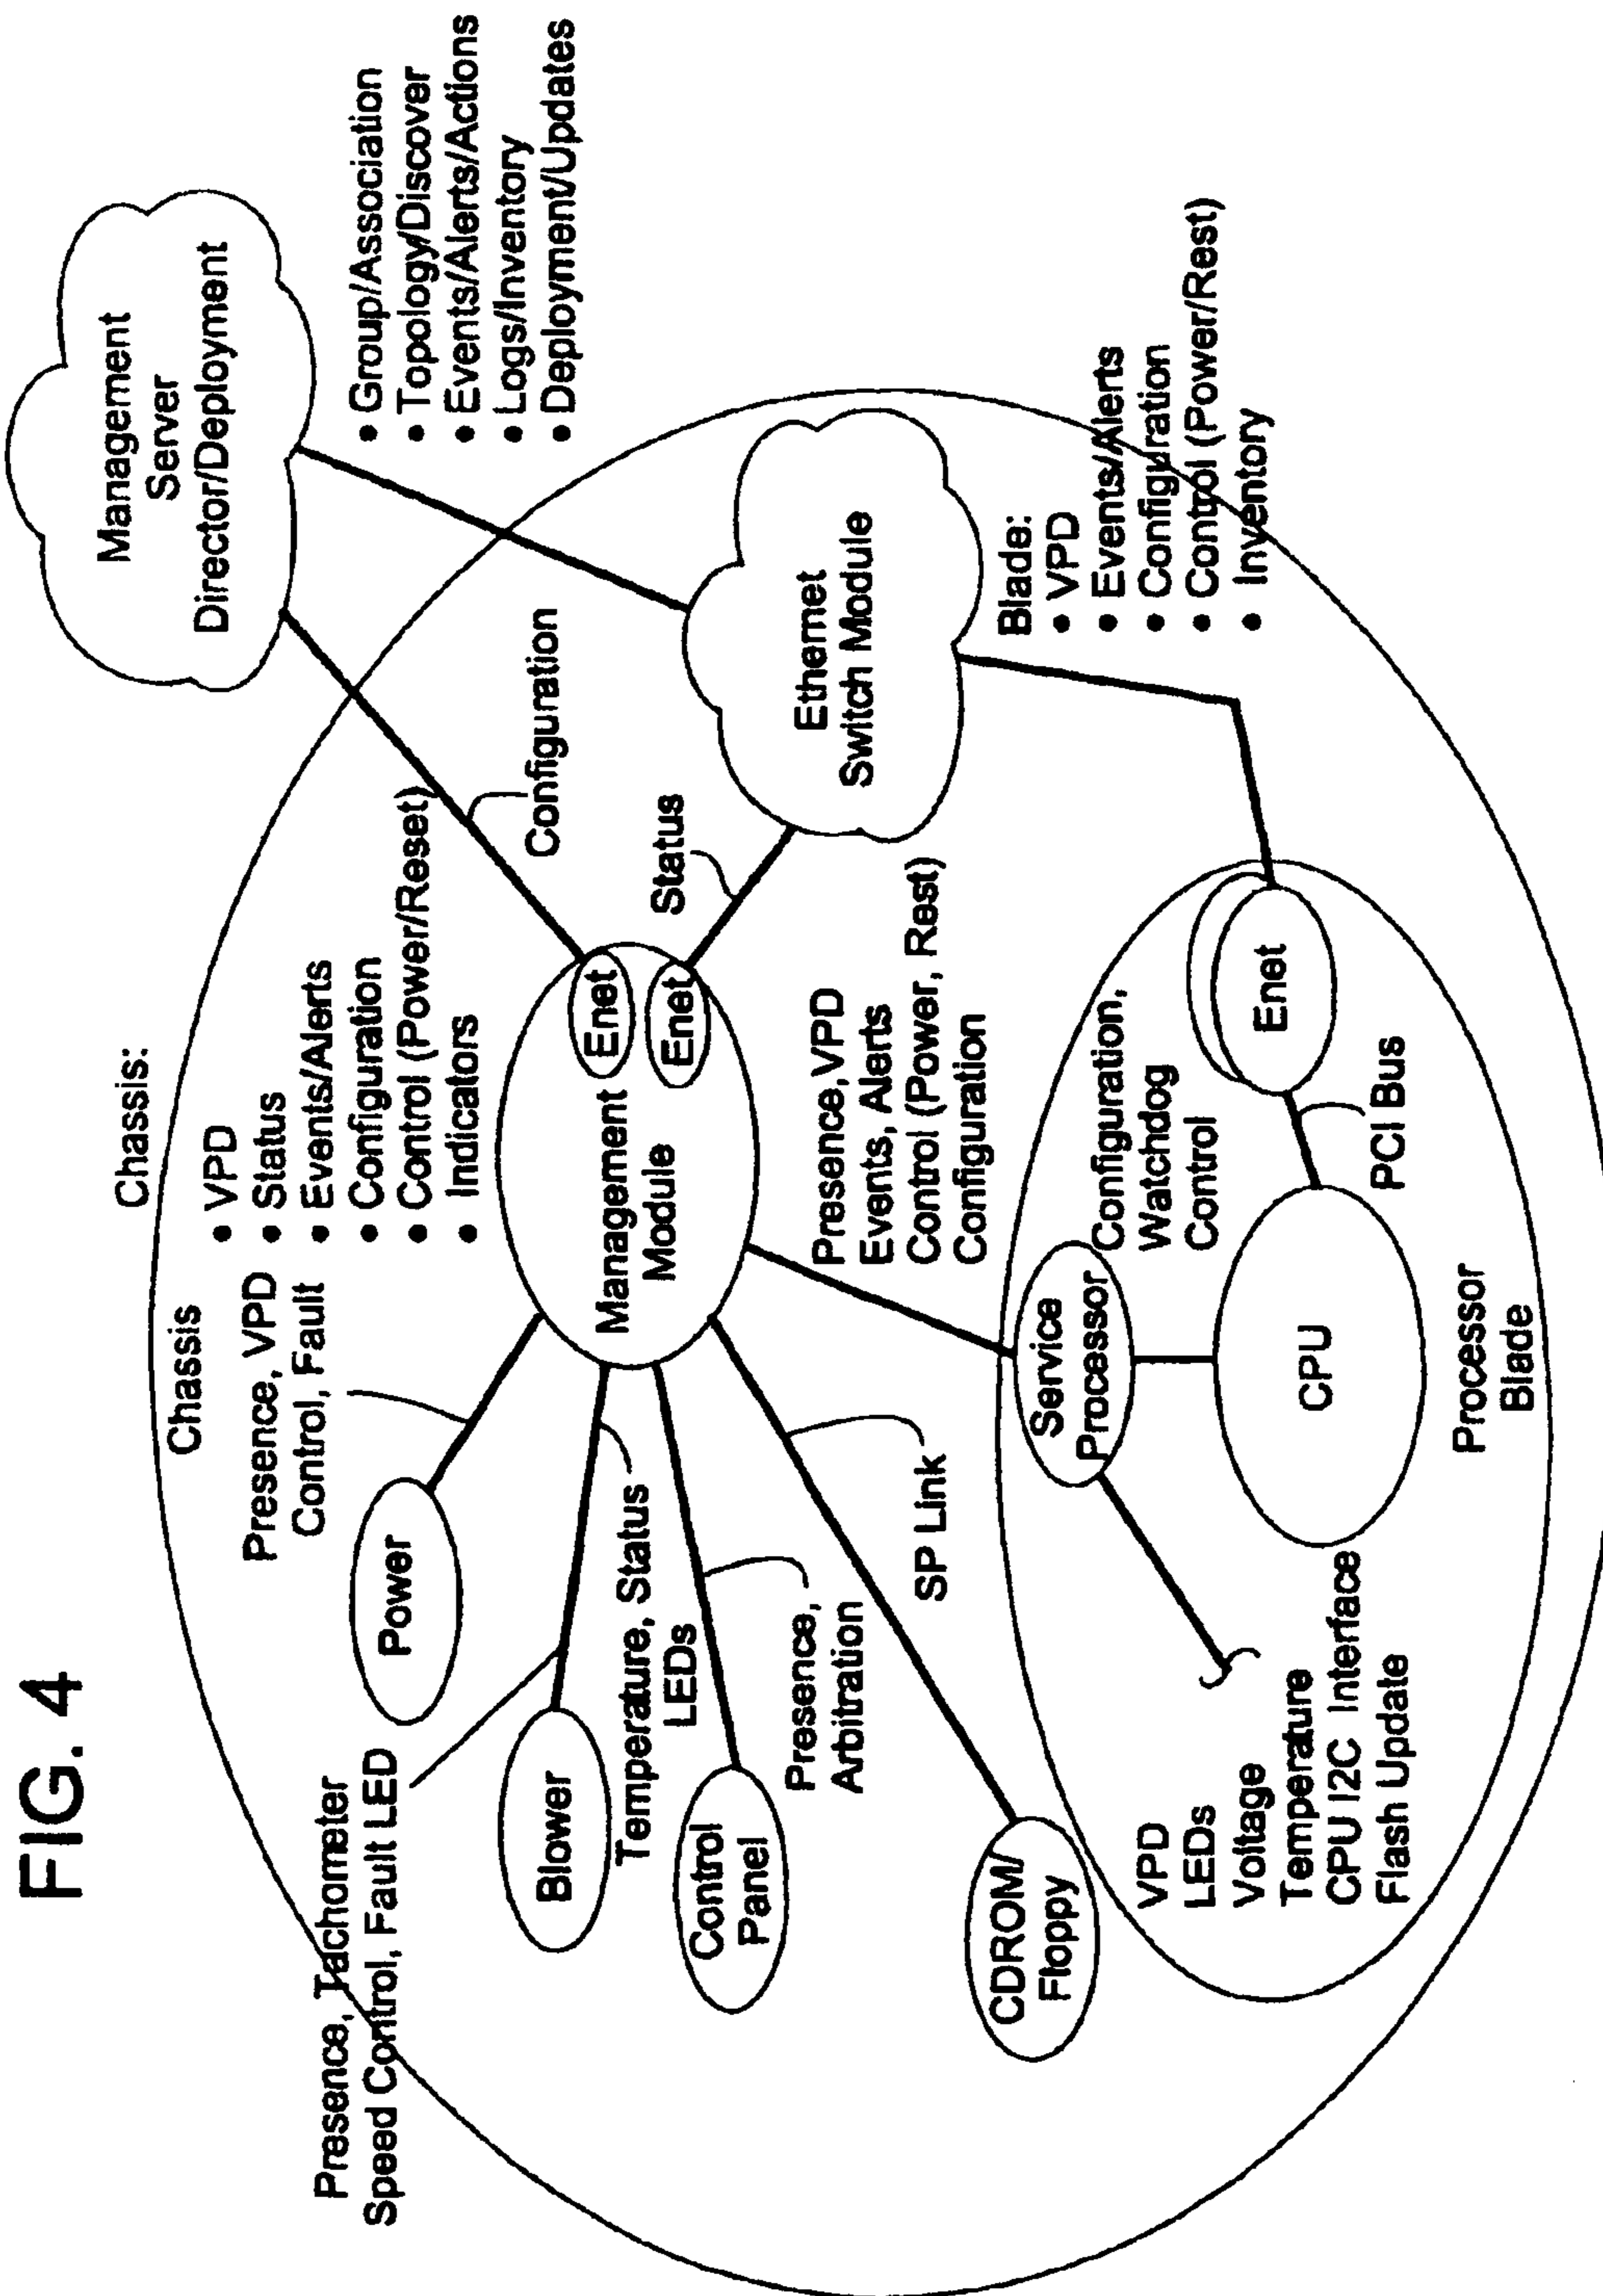 FIG. 4
Management
Server
Director/Deployment
• Group/Association
• Topology/Discover
• Events/Alerts/Actions
• Logs/Inventory
• Deployment/Updates
Chassis:
• VPD
• Status
• Events/Alerts
• Configuration
• Control (Power/Reset)
• Indicators
Chassis
Presence, VPD
Control, Fault
Presence, Tachometer
Speed Control, Fault LED
Power
Blower
Temperature, Status
LEDs
Control
Panel
Presence,
Arbitration
CDROM/
Floppy
SP Link
Management
Module
Enet
Enet
Configuration
Status
Ethernet
Switch Module
Presence,VPD
Events, Alerts
Control (Power, Rest)
Configuration
Blade:
• VPD
• Events/Alerts
• Configuration
• Control (Power/Rest)
• Inventory
Service
Processor
Configuration,
Watchdog
Control
Enet
PCI Bus
CPU
VPD
LEDs
Voltage
Temperature
CPU I2C Interface
Flash Update
Processor
Blade